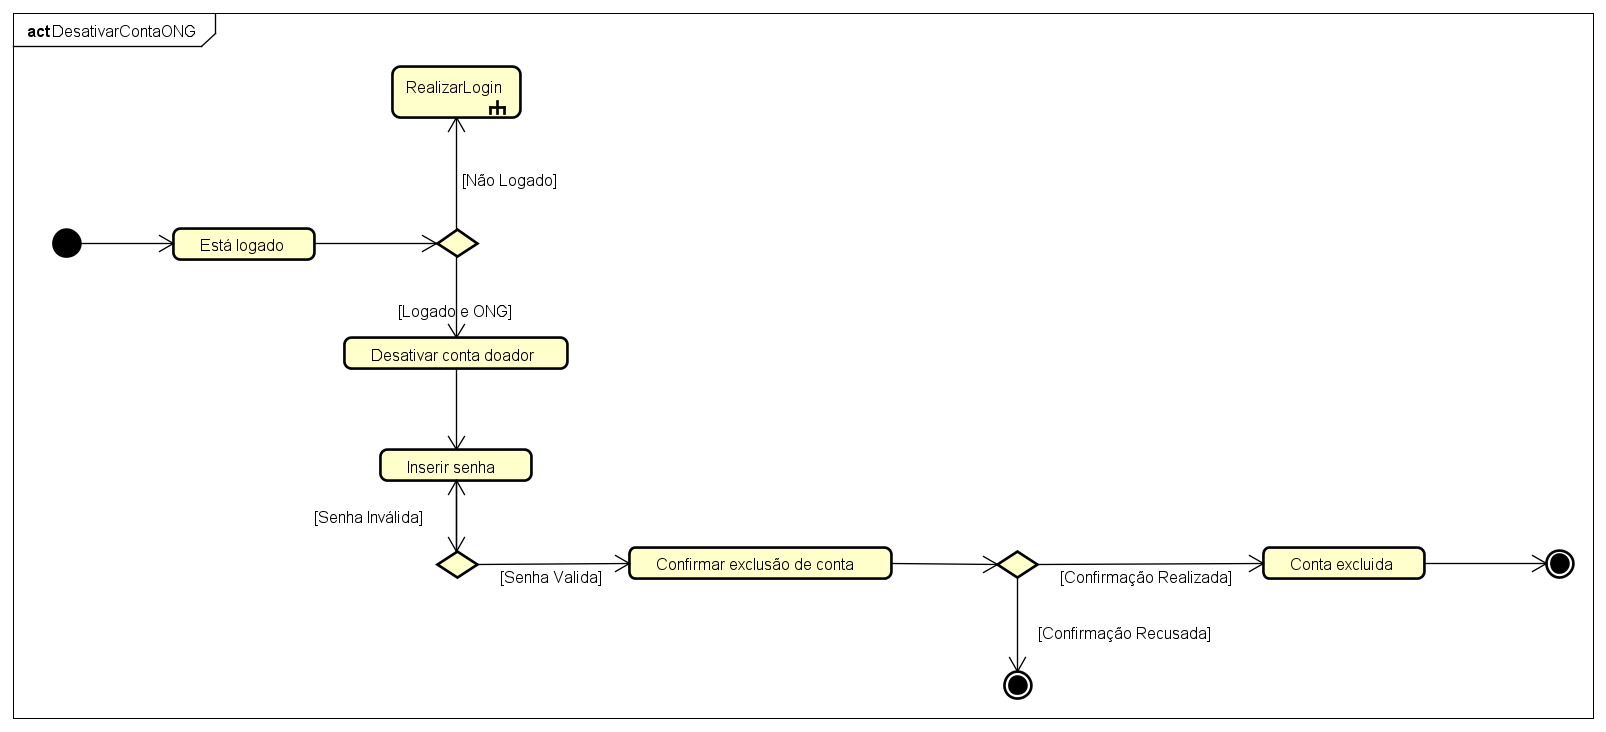 act DesativarContaONG
RealizarLogin
[Não Logado]
Está logado
[Logado e ONG]
Desativar conta doador
Inserir senha
[Senha Inválida]
[Senha Valida]
Confirmar exclusão de conta
[Confirmação Realizada]
Conta excluida
[Confirmação Recusada]